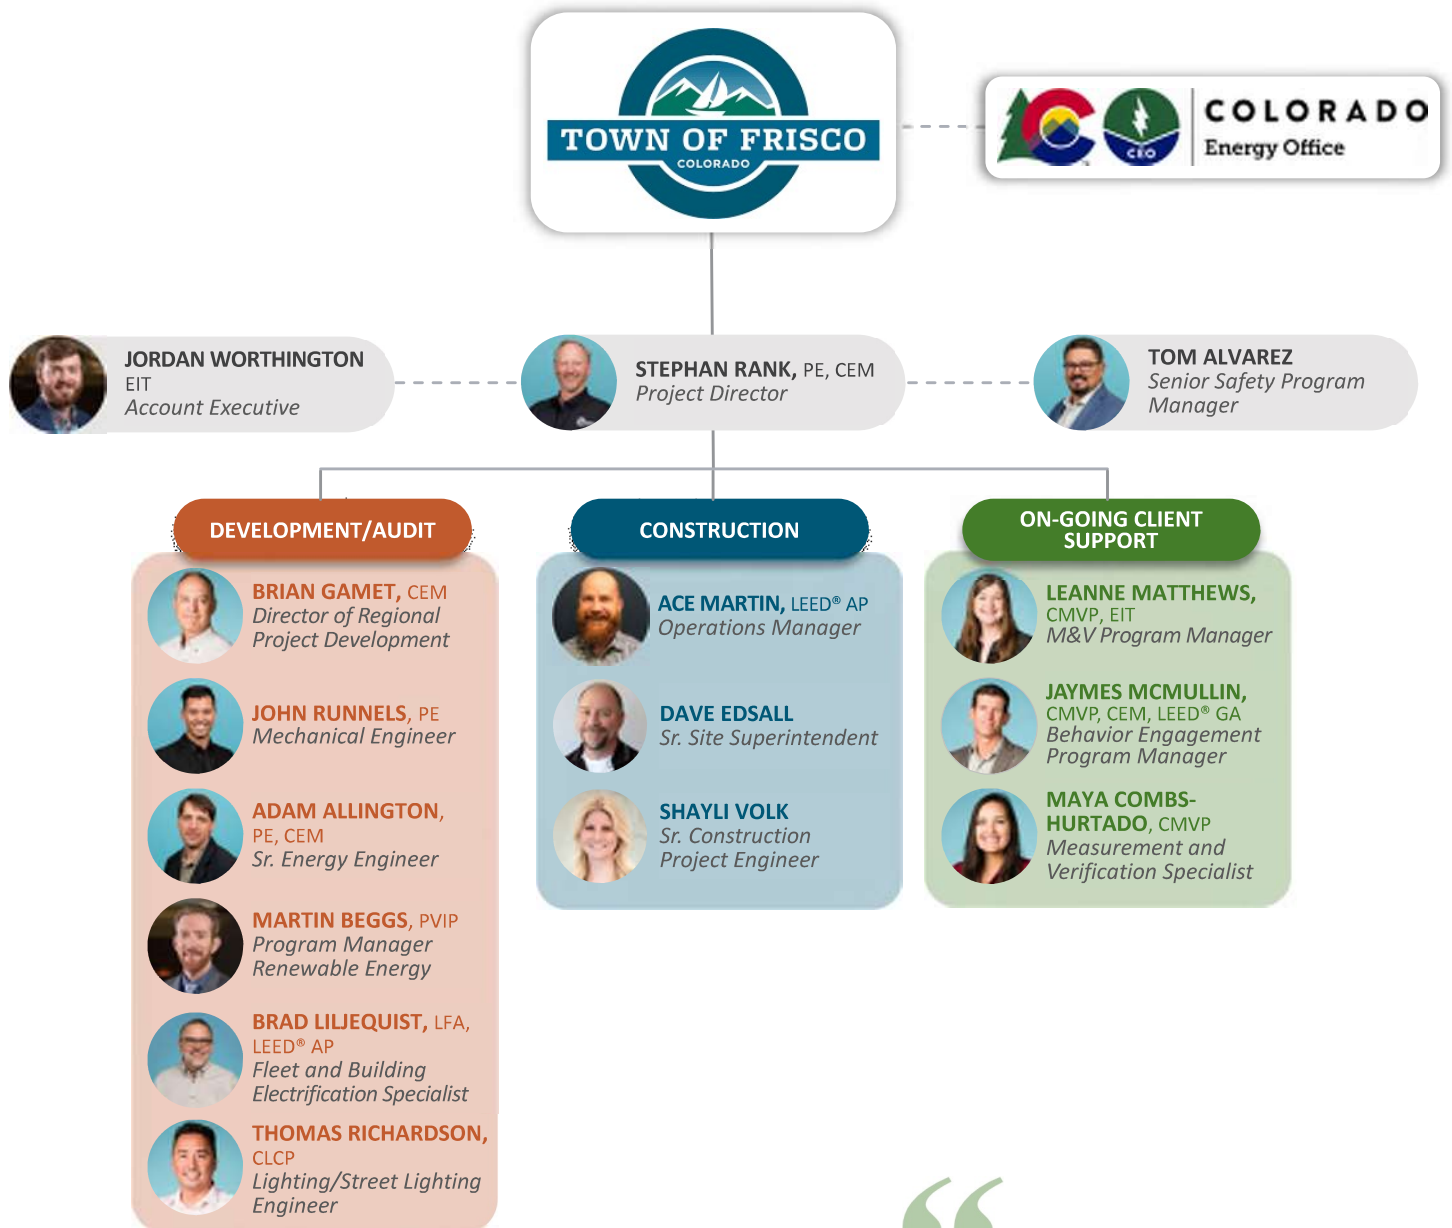 TOWN OF FRISCO
COLORADO
CEO
COLORADO
Energy Office
JORDAN WORTHINGTON
EIT
Account Executive
STEPHAN RANK, PE, CEM
Project Director
TOM ALVAREZ
Senior Safety Program
Manager
DEVELOPMENT/AUDIT
BRIAN GAMET, CEM
Director of Regional
Project Development
JOHN RUNNELS, PE
Mechanical Engineer
ADAM ALLINGTON,
PE, CEM
Sr. Energy Engineer
MARTIN BEGGS, PVIP
Program Manager
Renewable Energy
BRAD LILJEQUIST, LFA,
LEED® AP
Fleet and Building
Electrification Specialist
THOMAS RICHARDSON,
CLCP
Lighting/Street Lighting
Engineer
CONSTRUCTION
ACE MARTIN, LEED® AP
Operations Manager
DAVE EDSALL
Sr. Site Superintendent
SHAYLI VOLK
Sr. Construction
Project Engineer
ON-GOING CLIENT
SUPPORT
LEANNE MATTHEWS,
CMVP, EIT
M&V Program Manager
JAYMES MCMULLIN,
CMVP, CEM, LEED® GA
Behavior Engagement
Program Manager
MAYA COMBS-
HURTADO, CMVP
Measurement and
Verification Specialist
“